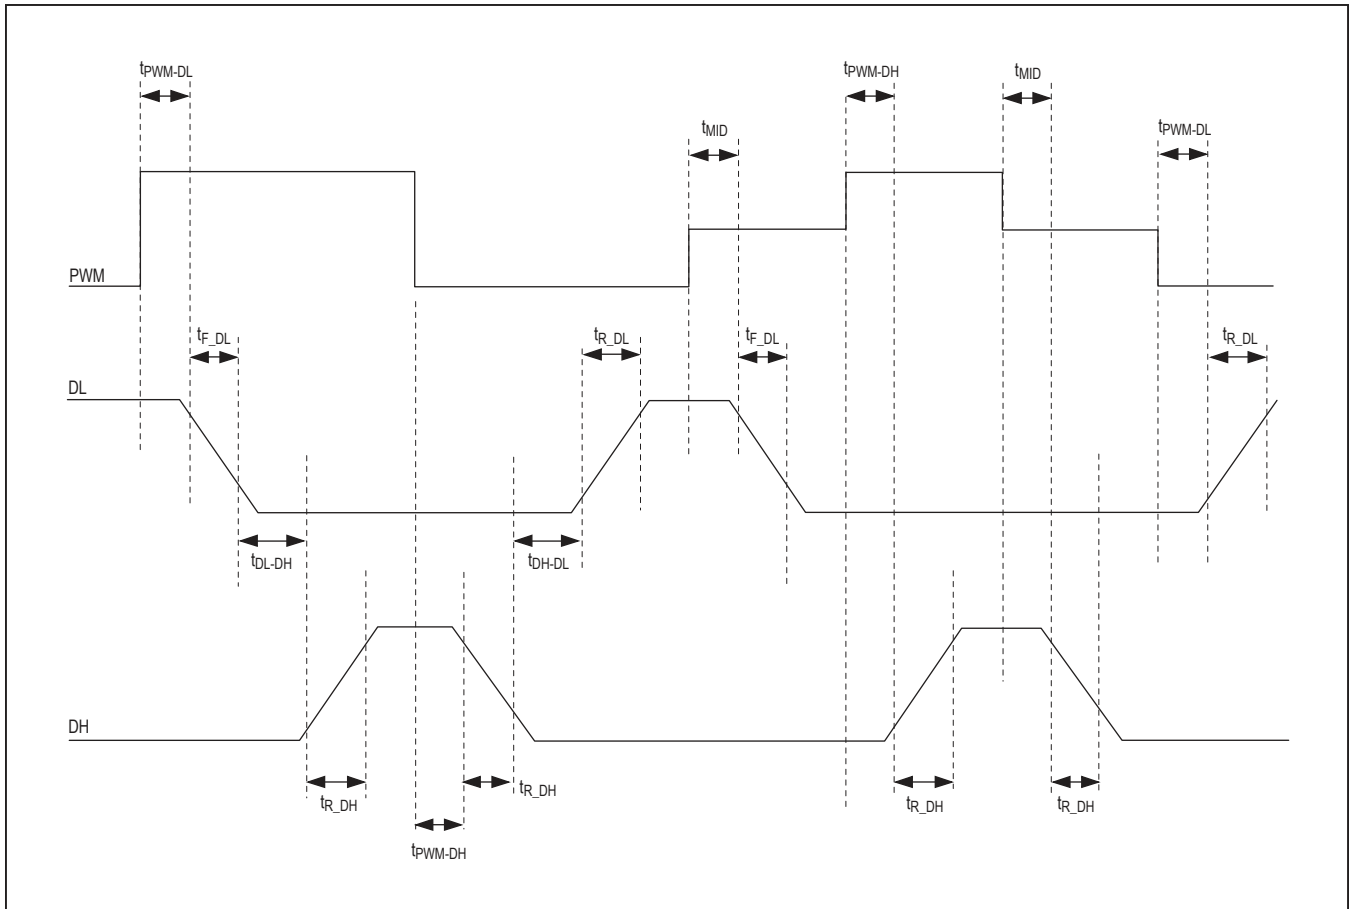 tPWM-DL
tPWM-DH
tMID
tMID
tPWM-DL
PWM
tF_DL
tR_DL
tF_DL
tR_DL
DL
tDL-DH
tDH-DL
DH
tR_DH
tR_DH
tR_DH
tR_DH
tPWM-DH